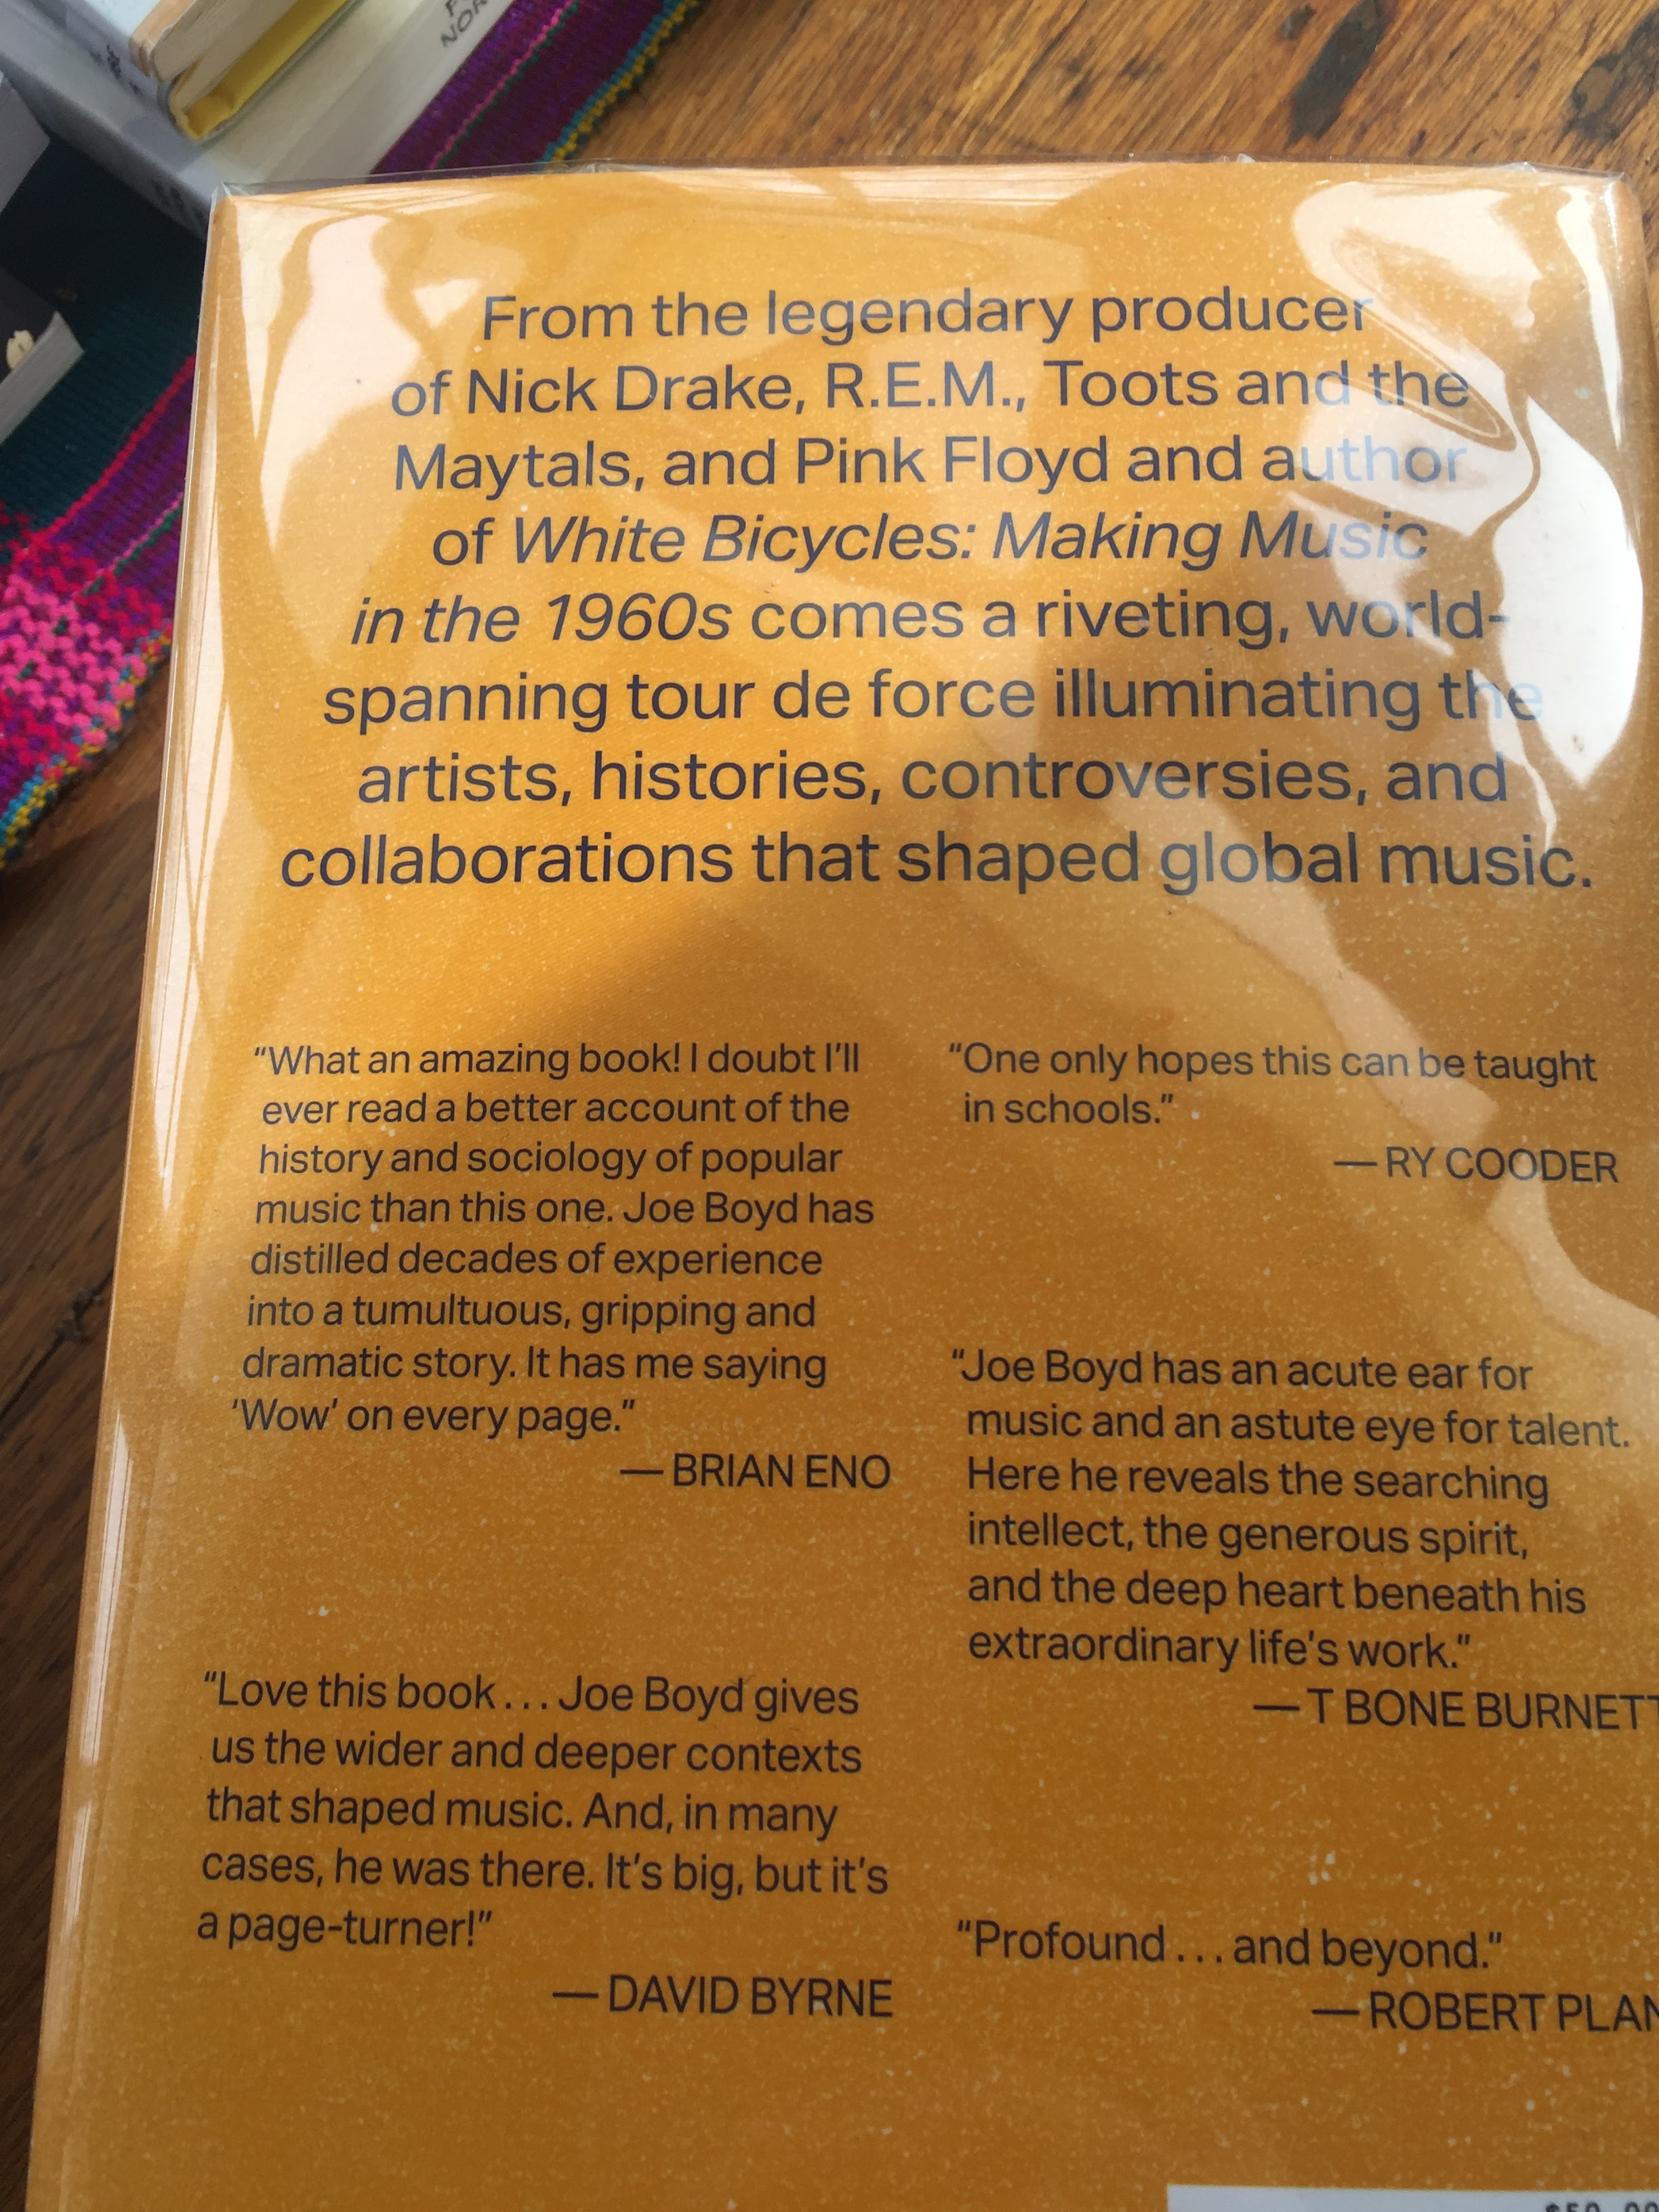 From the legendary producer
of Nick Drake, R.E.M., Toots and the
Maytals, and Pink Floyd and author
of White Bicycles: Making Music
in the 1960s comes a riveting, world-
spanning tour de force illuminating the
artists, histories, controversies, and
collaborations that shaped global music.
“What an amazing book! I doubt I’ll
ever read a better account of the
history and sociology of popular
music than this one. Joe Boyd has
distilled decades of experience
into a tumultuous, gripping and
dramatic story. It has me saying
‘Wow’ on every page.”
— BRIAN ENO
“Love this book... Joe Boyd gives
us the wider and deeper contexts
that shaped music. And, in many
cases, he was there. It’s big, but it’s
a page-turner!”
— DAVID BYRNE
“One only hopes this can be taught
in schools.”
— RY COODER
“Joe Boyd has an acute ear for
music and an astute eye for talent.
Here he reveals the searching
intellect, the generous spirit,
and the deep heart beneath his
extraordinary life’s work.”
— T BONE BURNETT
“Profound... and beyond.”
— ROBERT PLAN